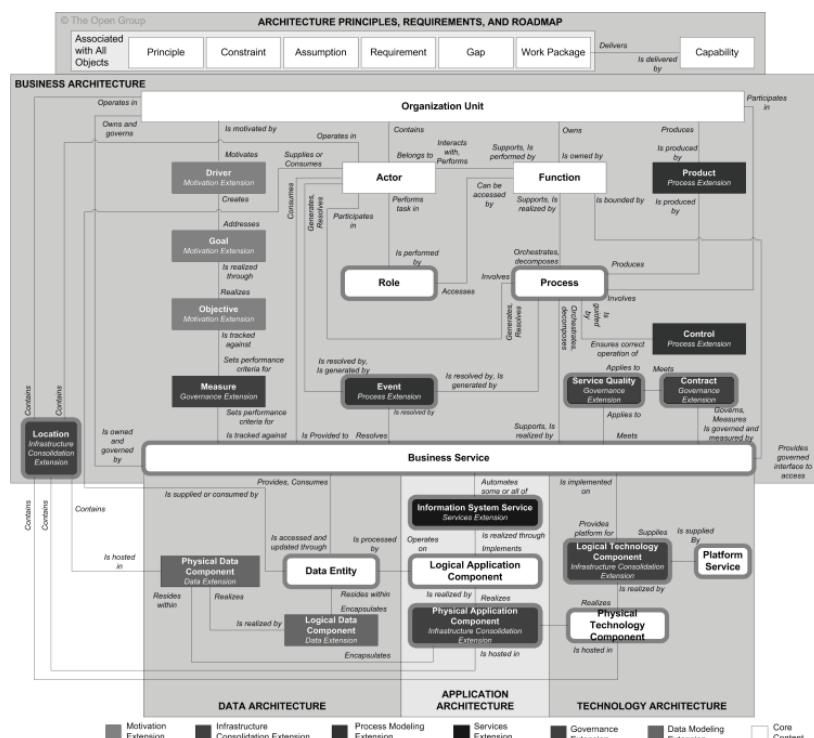 © The Open Group
ARCHITECTURE PRINCIPLES, REQUIREMENTS, AND ROADMAP
Associated
with All
Objects
Principle
Constraint
Assumption
Requirement
Gap
Work Package
Delivers
Is delivered
by
Capability
BUSINESS ARCHITECTURE
Operates in
Organization Unit
Participates
in
Owns and
governs
Is motivated by
Operates in
Contains
Interacts
with,
Performs
Owns
Produces
Motivates
Supplies or
Consumes
Belongs to
Supports, Is
performed by
Is owned by
Is produced
by
Driver
Motivation Extension
Actor
Function
Product
Process Extension
Creates
Consumes
Generates,
Resolves
Participates
in
Performs
task in
Can be
accessed
by
Supports, Is
realized by
Is bounded by
Is produced
by
Addresses
Goal
Motivation Extension
Is realized
through
Is performed
by
Orchestrates,
decomposes
Produces
Role
Accesses
Involves
Process
Involves
Realizes
Objective
Motivation Extension
Is tracked
against
Generates,
Resolves
Orchestrates,
decomposes
Is
guided
by
Ensures correct
operation of
Control
Process Extension
Sets performance
criteria for
Is resolved by,
Is generated by
Is resolved by, Is
generated by
Applies to
Meets
Measure
Governance Extension
Event
Process Extension
Service Quality
Governance
Extension
Contract
Governance
Extension
Sets performance
criteria for
Is resolved by
Applies to
Governs,
Measures
Contains
Contains
Location
Infrastructure
Consolidation
Extension
Is owned
and
governed
by
Is tracked against
Is Provided to
Resolves
Supports, Is
realized by
Meets
Is governed and
measured by
Business Service
Provides
governed
interface to
access
Contains
Contains
Contains
Is supplied or consumed by
Provides, Consumes
Automates
some or all of
Is implemented
on
Information System Service
Services Extension
Is accessed and
updated through
Is processed
by
Operates
on
Is realized through
Implements
Provides
platform for
Supplies
Is supplied
By
Is hosted
in
Physical Data
Component
Data Extension
Data Entity
Logical Application
Component
Logical Technology
Component
Infrastructure Consolidation
Extension
Platform
Service
Resides
within
Realizes
Resides within
Is realized by
Realizes
Is realized by
Encapsulates
Is realized by
Logical Data
Component
Data Extension
Physical Application
Component
Infrastructure Consolidation
Extension
Realizes
Physical
Technology
Component
Encapsulates
Is hosted in
Is hosted in
DATA ARCHITECTURE
APPLICATION
ARCHITECTURE
TECHNOLOGY ARCHITECTURE
Motivation
Extension
Infrastructure
Consolidation Extension
Process Modeling
Extension
Services
Extension
Governance
Data Modeling
Core
Content